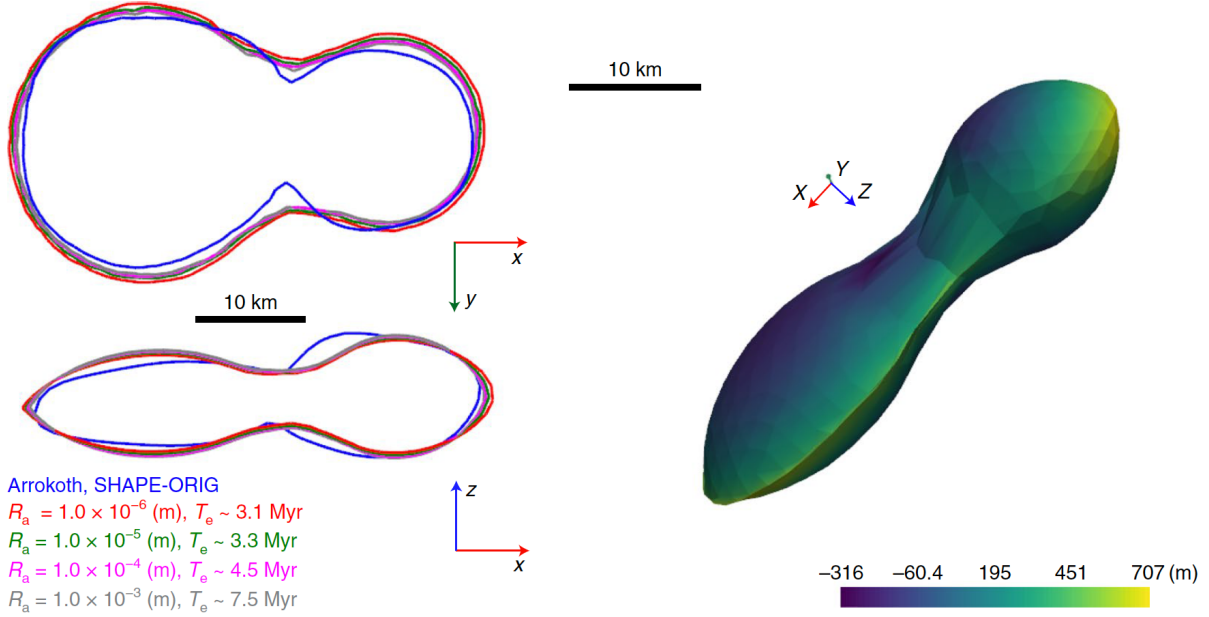 10 km
X
Y
Z
x
y
10 km
Arrokoth, SHAPE-ORIG
Rₐ = 1.0 × 10⁻⁶ (m), Tₑ ~ 3.1 Myr
Rₐ = 1.0 × 10⁻⁵ (m), Tₑ ~ 3.3 Myr
Rₐ = 1.0 × 10⁻⁴ (m), Tₑ ~ 4.5 Myr
Rₐ = 1.0 × 10⁻³ (m), Tₑ ~ 7.5 Myr
z
x
–316 –60.4 195 451 707 (m)